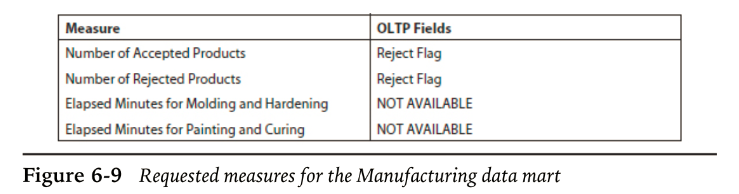 Measure OLTP Fields
Number of Accepted Products Reject Flag
Number of Rejected Products Reject Flag
Elapsed Minutes for Molding and Hardening NOT AVAILABLE
Elapsed Minutes for Painting and Curing NOT AVAILABLE
Figure 6-9 Requested measures for the Manufacturing data mart